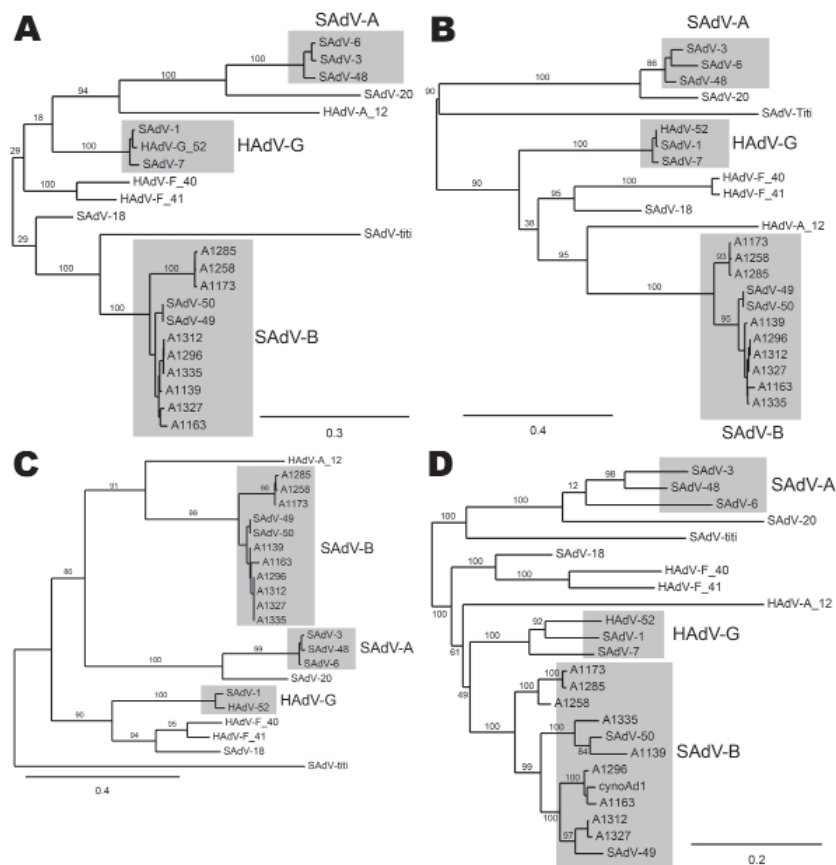 A
SAdV-A
SAdV-6
SAdV-3
SAdV-48
100
100
94
SAdV-20
HAdV-A_12
18
SAdV-1
HAdV-G_52
SAdV-7
HAdV-G
100
29
HAdV-F_40
HAdV-F_41
100
SAdV-18
29
SAdV-titi
100
A1285
A1258
A1173
100
SAdV-50
SAdV-49
100
A1312
A1296
A1335
A1139
A1327
A1163
SAdV-B
0.3
B
SAdV-A
SAdV-3
SAdV-6
SAdV-48
86
100
SAdV-20
90
SAdV-Titi
HAdV-52
SAdV-1
SAdV-7
HAdV-G
100
90
HAdV-F_40
HAdV-F_41
100
95
SAdV-18
38
HAdV-A_12
95
A1173
A1258
A1285
93
100
SAdV-49
SAdV-50
95
A1139
A1296
A1312
A1327
A1163
A1335
SAdV-B
0.4
C
HAdV-A_12
91
A1285
A1258
A1173
99
SAdV-49
SAdV-50
A1139
A1163
A1296
A1312
A1327
A1335
SAdV-B
80
SAdV-3
SAdV-48
SAdV-6
SAdV-A
99
100
SAdV-20
SAdV-1
HAdV-52
HAdV-G
100
90
HAdV-F_40
HAdV-F_41
95
94
SAdV-18
SAdV-titi
0.4
D
SAdV-3
SAdV-48
SAdV-6
SAdV-A
98
12
100
SAdV-20
100
SAdV-titi
100
SAdV-18
100
HAdV-F_40
HAdV-F_41
100
HAdV-A_12
61
HAdV-52
SAdV-1
SAdV-7
HAdV-G
92
100
49
A1173
A1285
A1258
100
100
100
A1335
SAdV-50
A1139
100
84
SAdV-B
99
A1296
cynoAd1
A1163
100
100
A1312
A1327
SAdV-49
97
0.2